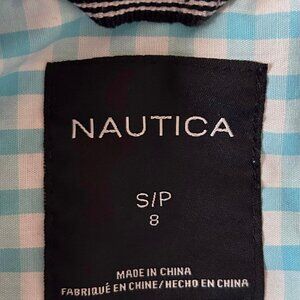 NAUTICA
S/P
8
MADE IN CHINA
FABRIQUÉ EN CHINE/HECHO EN CHINA